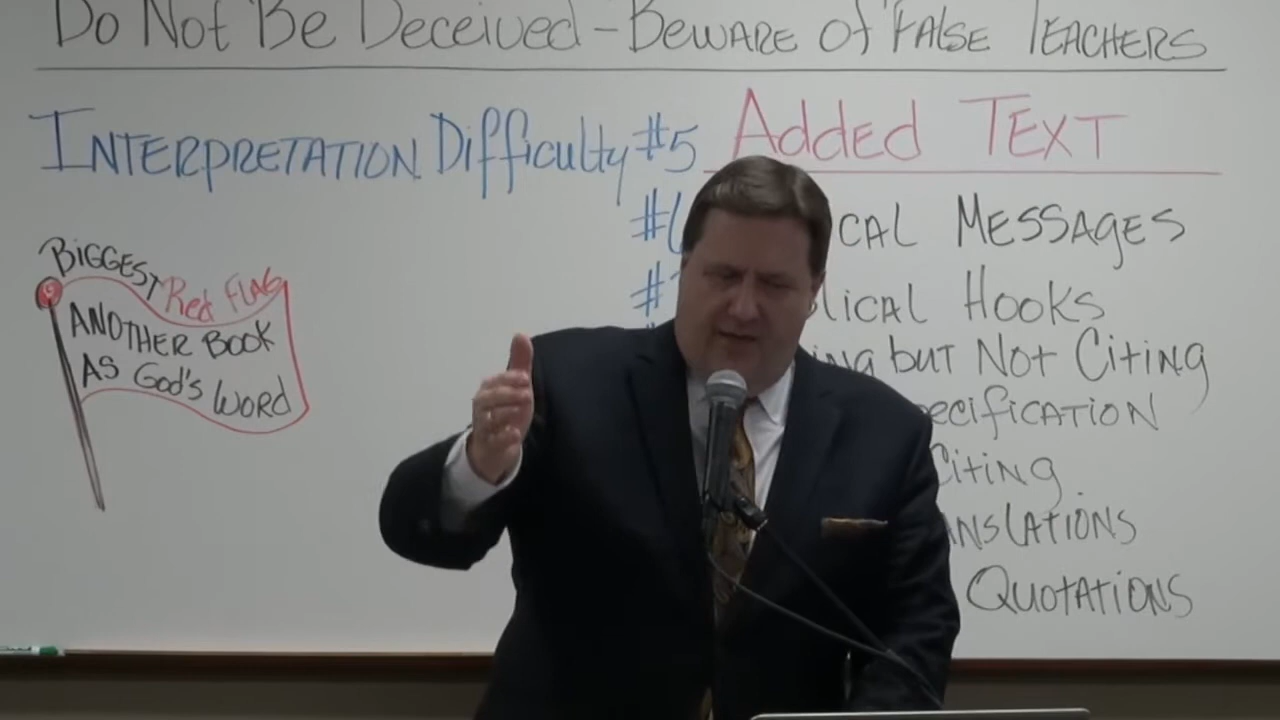 Do Not Be Deceived - Beware of False Teachers
Interpretation Difficulty #5 Added Text
CAL Messages
LICAL Hooks
but Not Citing
ecification
Citing
anslations
Quotations
Biggest Red Flag
Another Book
As God's Word